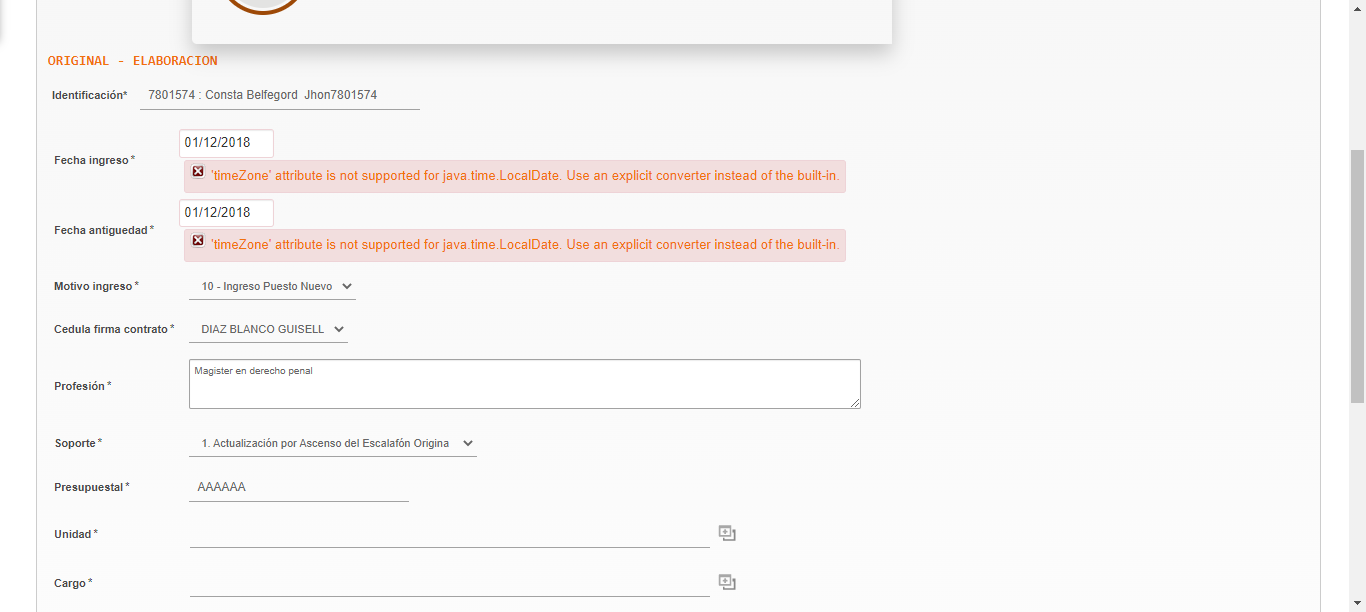 ORIGINAL - ELABORACION
Identificación* 7801574 : Consta Belfegord Jhon7801574
01/12/2018
Fecha ingreso*
'timeZone' attribute is not supported for java.time.LocalDate. Use an explicit converter instead of the built-in.
01/12/2018
Fecha antiguedad*
'timeZone' attribute is not supported for java.time.LocalDate. Use an explicit converter instead of the built-in.
Motivo ingreso* 10 - Ingreso Puesto Nuevo
Cedula firma contrato* DIAZ BLANCO GUISELL
Magister en derecho penal
Profesión*
Soporte* 1. Actualización por Ascenso del Escalafón Origina
Presupuestal* AAAAAA
Unidad*
Cargo*